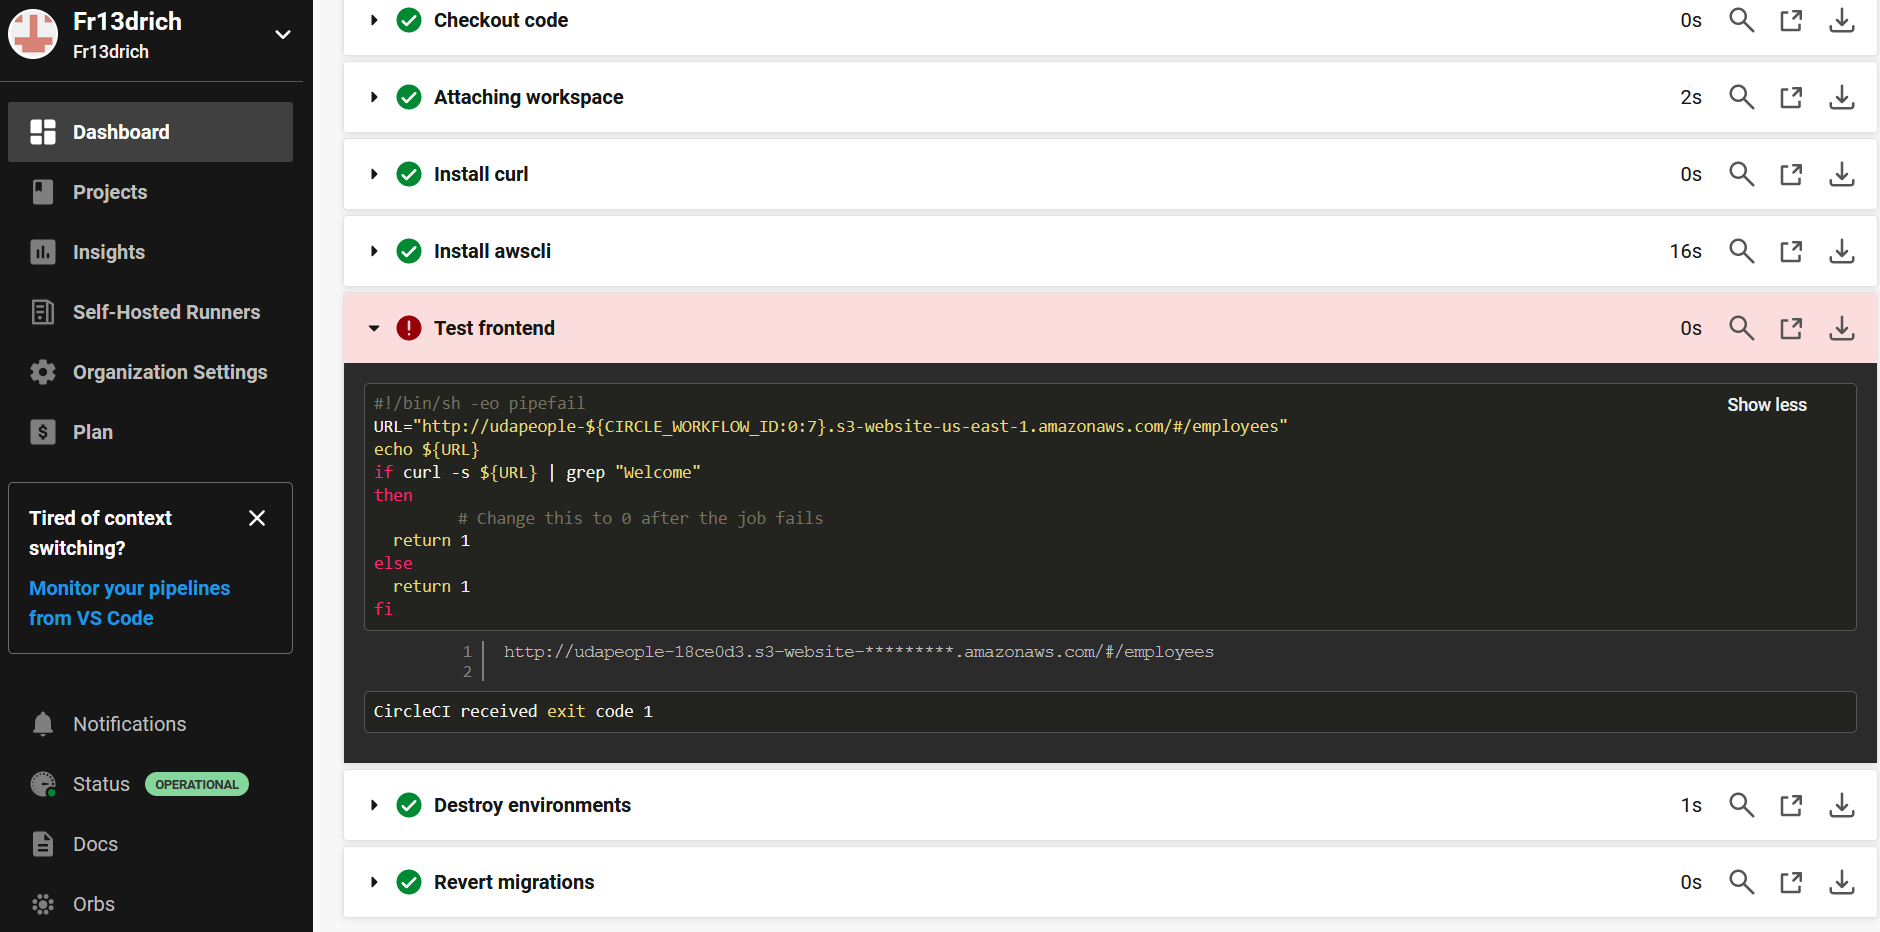 Fr13drich
Fr13drich
Dashboard
Projects
Insights
Self-Hosted Runners
Organization Settings
Plan
Tired of context
switching?
Monitor your pipelines
from VS Code
Notifications
Status OPERATIONAL
Docs
Orbs
Checkout code 0s
Attaching workspace 2s
Install curl 0s
Install awscli 16s
Test frontend 0s
#!/bin/sh -eo pipefail
Show less
URL="http://udapeople-${CIRCLE_WORKFLOW_ID:0:7}.s3-website-us-east-1.amazonaws.com/#/employees"
echo ${URL}
if curl -s ${URL} | grep "Welcome"
then
# Change this to 0 after the job fails
return 1
else
return 1
fi
1 http://udapeople-18ce0d3.s3-website-*********.amazonaws.com/#/employees
2
CircleCI received exit code 1
Destroy environments 1s
Revert migrations 0s